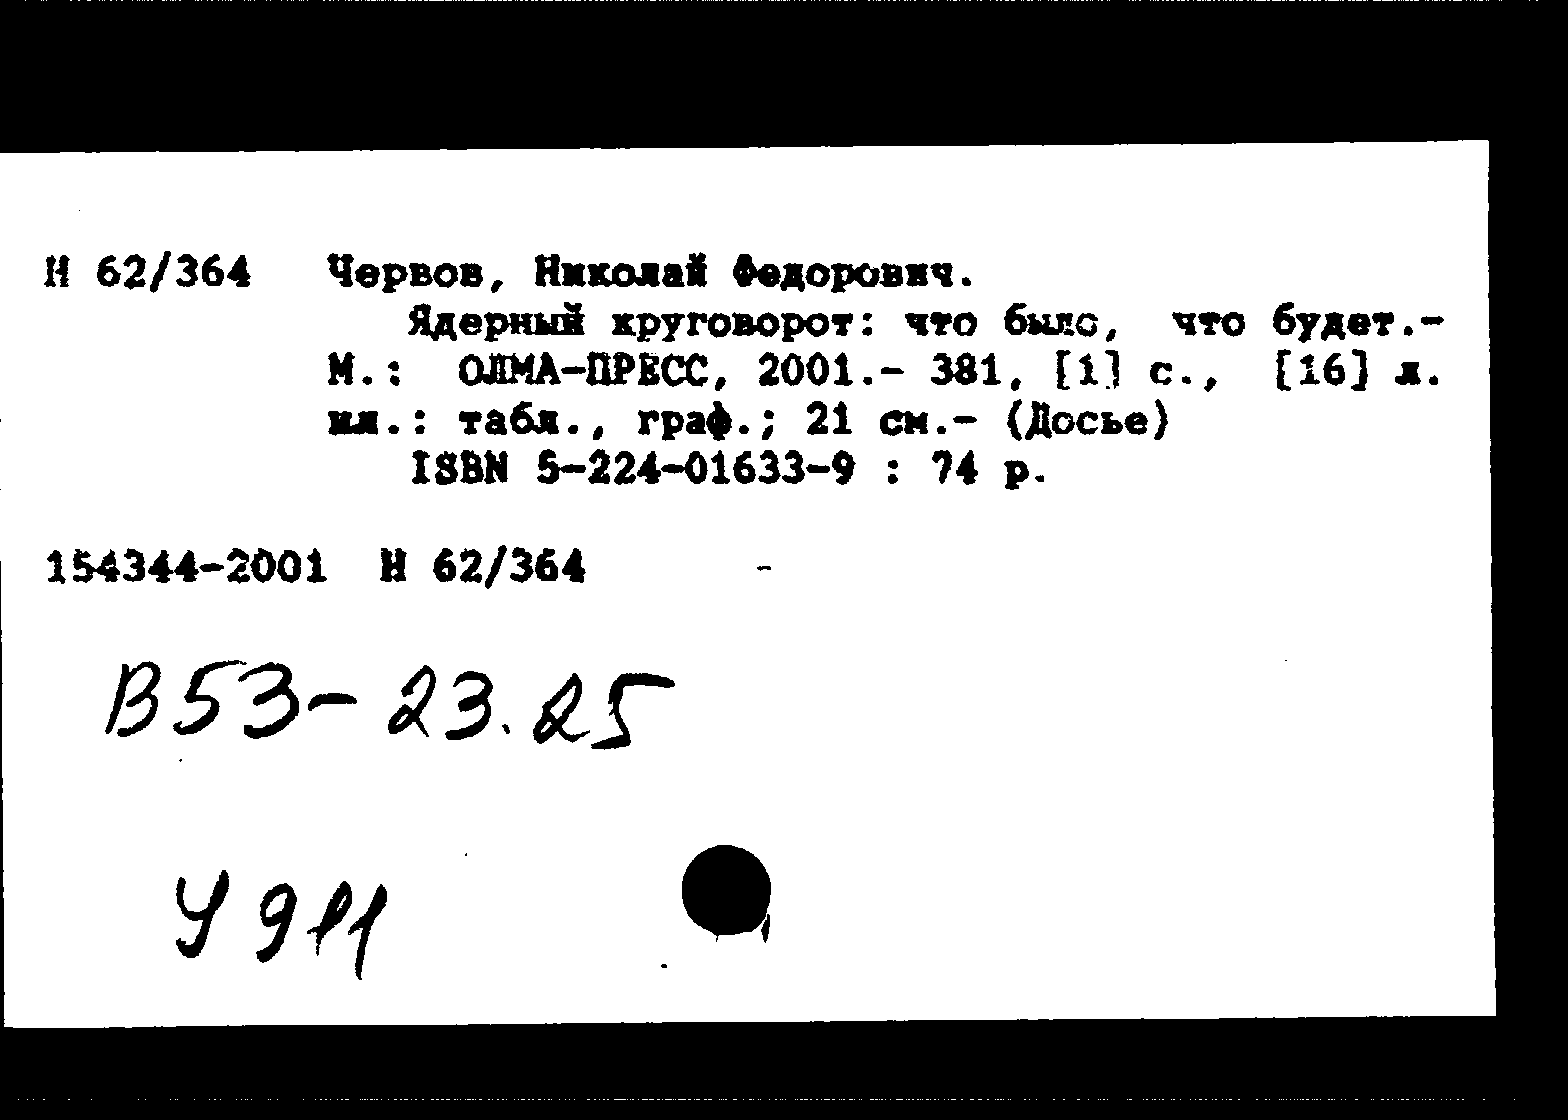 Н 62/364 Червов, Николай Федорович.
Ядерный круговорот: что было, что будет.-
М.: ОЛМА-ПРЕСС, 2001.- 381, [1] с., [16] л.
ил.: табл., граф.; 21 см.- (Досье)
ISBN 5-224-01633-9 : 74 р.
154344-2001 Н 62/364
В53-23.25
У 911